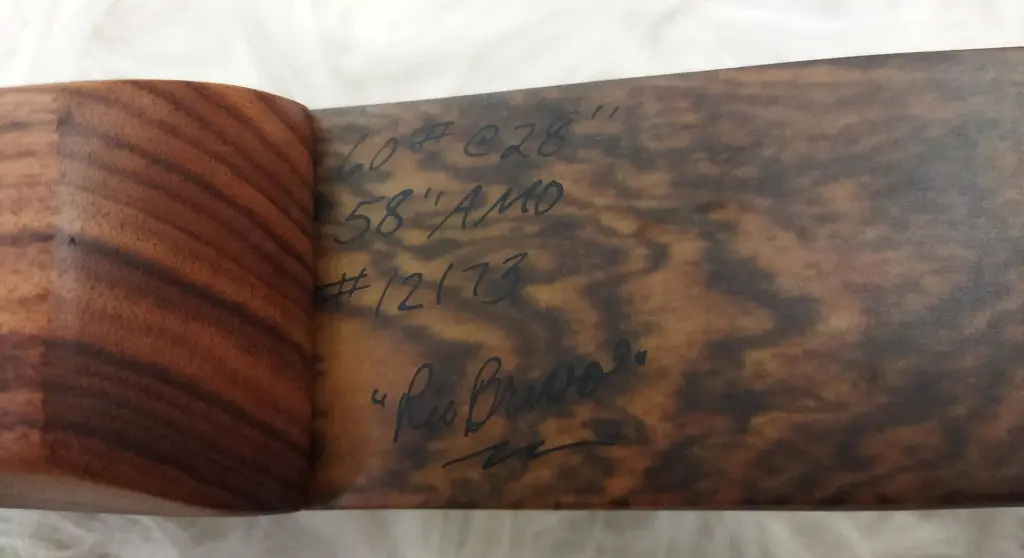 60# @ 28"
58" AMO
#12173
"Rio Bravo"